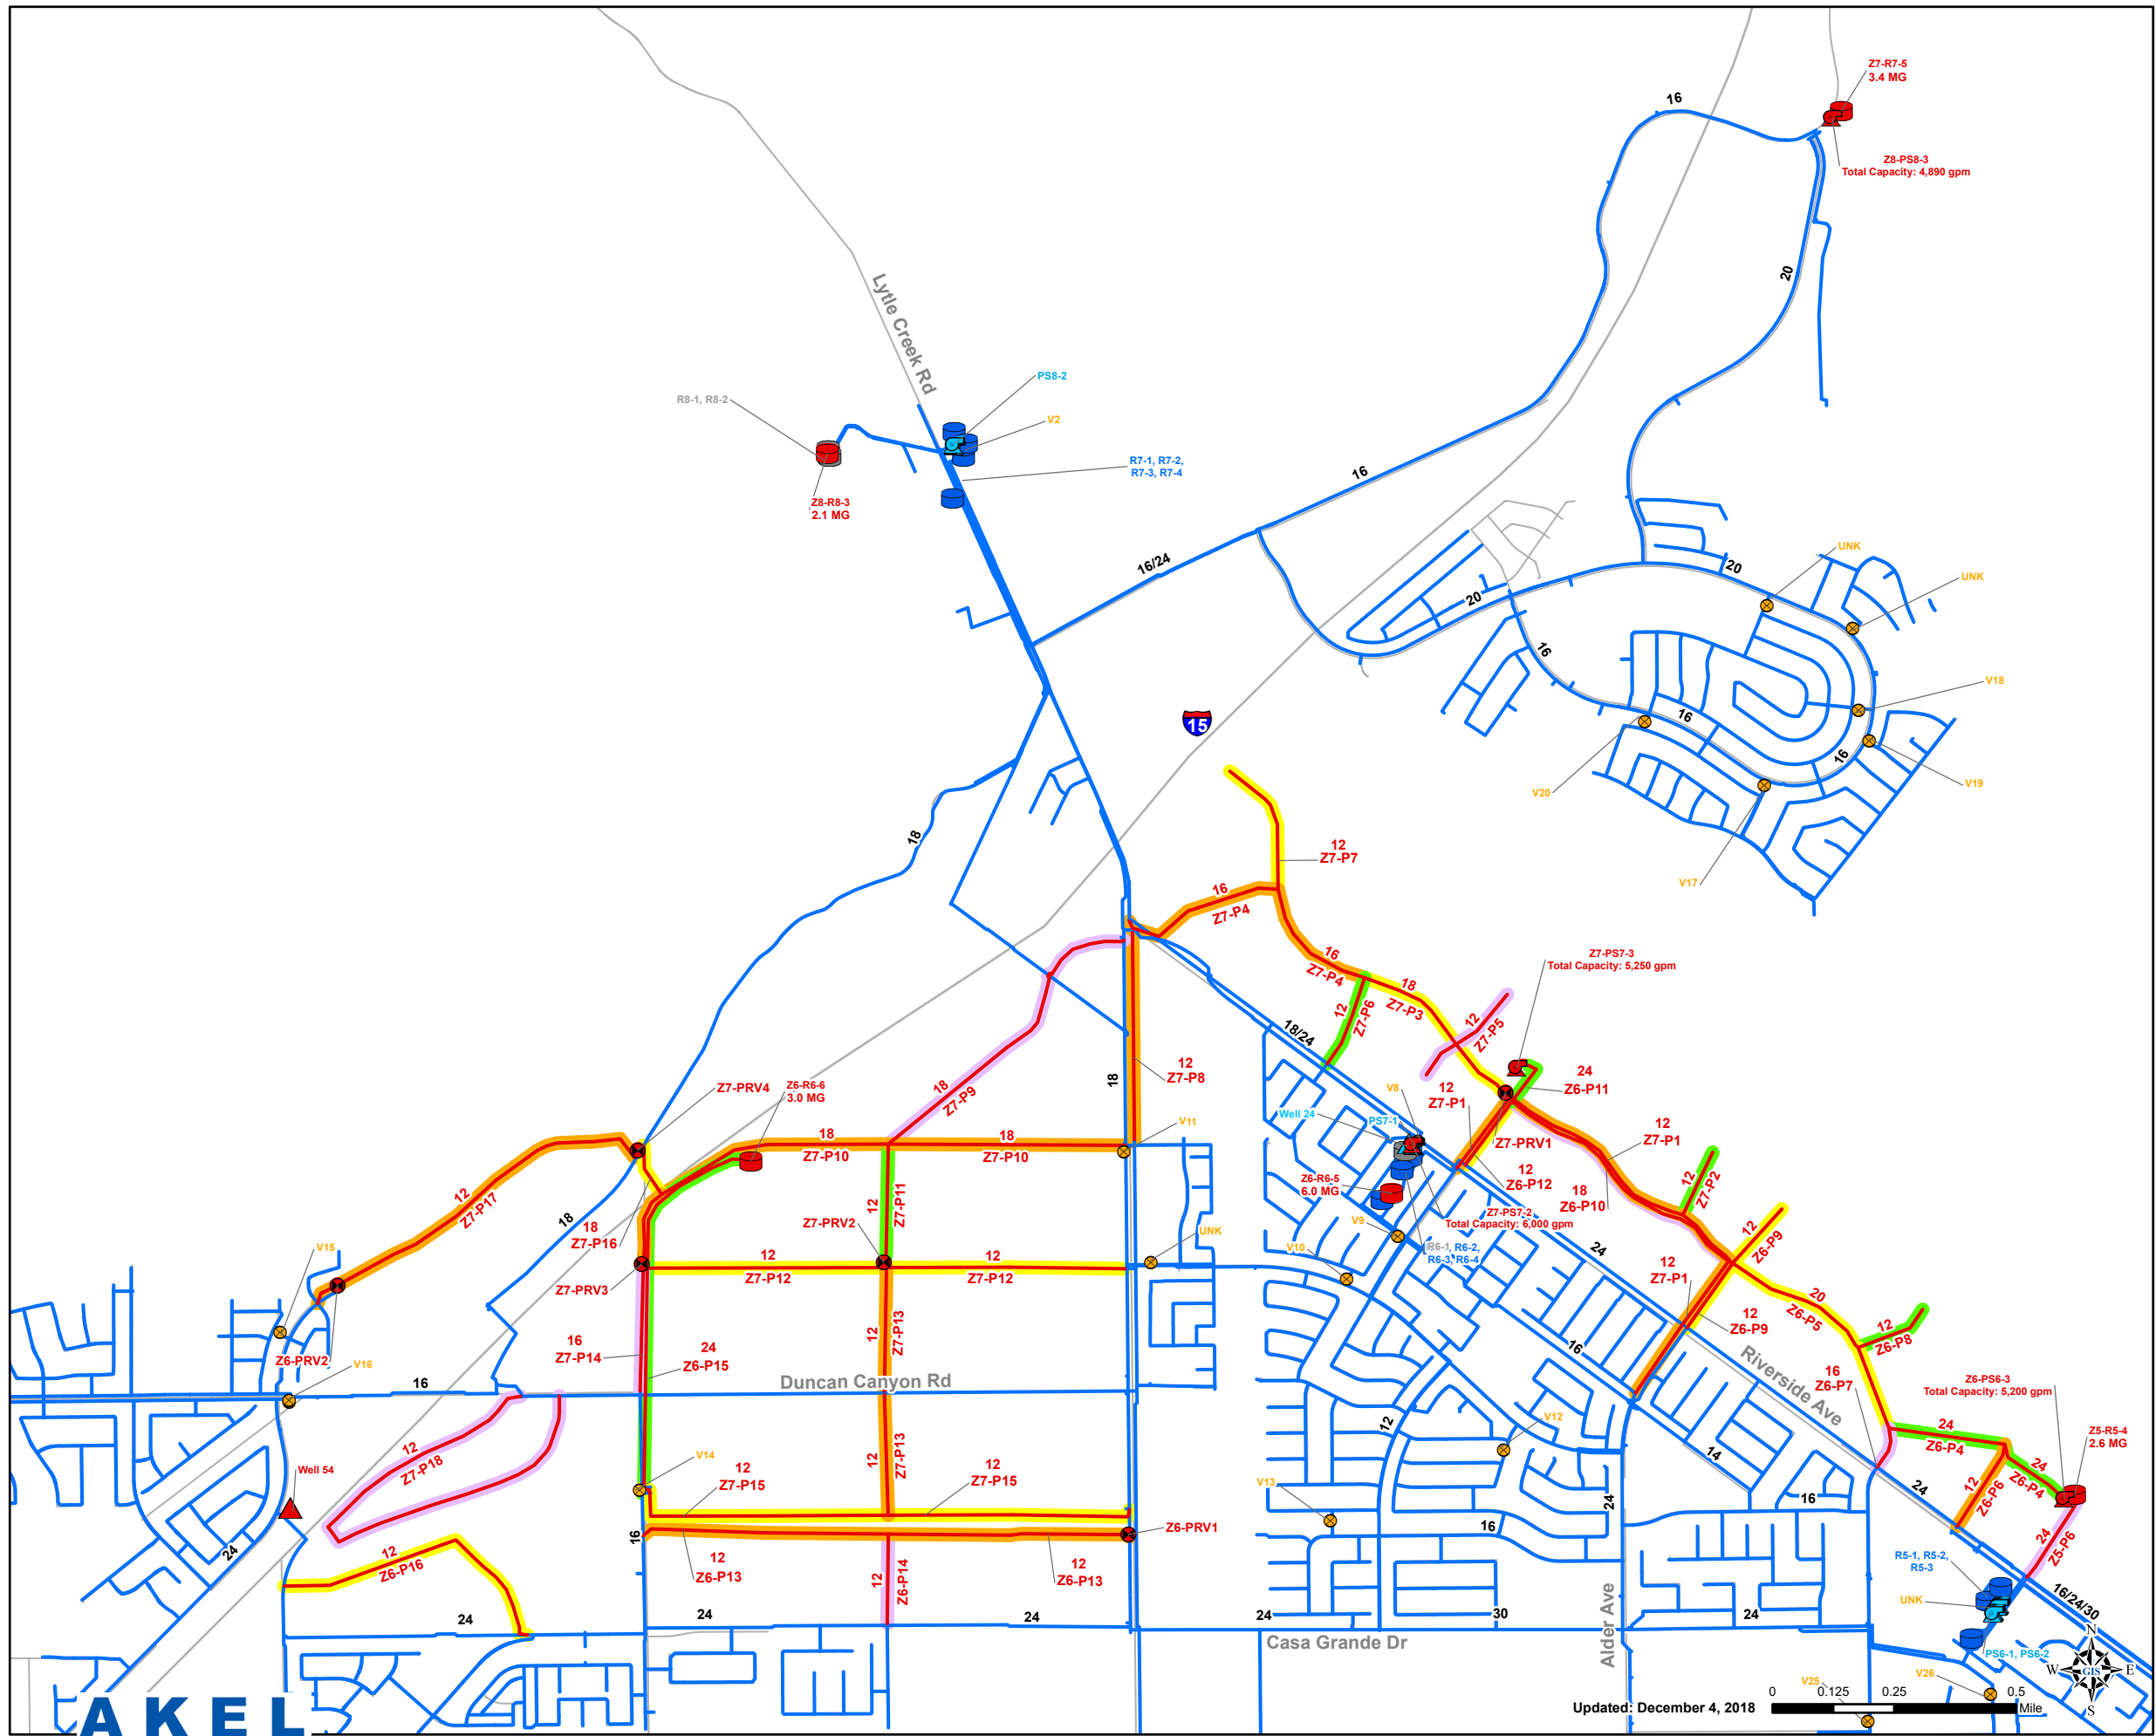 Z7-R7-5
3.4 MG
16
Z8-PS8-3
Total Capacity: 4,890 gpm
20
Lytle Creek Rd
PS8-2
R8-1, R8-2
V2
R7-1, R7-2,
R7-3, R7-4
16
Z8-R8-3
2.1 MG
UNK
16/24
20
UNK
20
16
V18
16
15
16
V19
V20
18
12
Z7-P7
V17
16
Z7-P4
16
Z7-P4
Z7-PS7-3
Total Capacity: 5,250 gpm
18
Z7-P3
12
Z7-P6
12
Z7-P5
18/24
12
Z7-P8
18
24
Z6-P11
Z7-PRV4
Z6-R6-6
3.0 MG
18
Z7-P9
V8
12
Z7-P1
Well 24
PS7-1
V11
12
Z7-P1
18
Z7-P10
18
Z7-P10
Z7-PRV1
12
Z6-P12
12
Z7-P2
12
Z7-P17
12
Z7-P11
Z6-R6-5
6.0 MG
18
Z6-P10
18
18
Z7-P16
Z7-PRV2
UNK
V9
Z7-PS7-2
Total Capacity: 6,000 gpm
12
Z6-P9
V15
V10
R6-1, R6-2,
R6-3, R6-4
24
12
Z7-P12
12
Z7-P12
12
Z7-P1
Z7-PRV3
20
Z6-P5
12
Z6-P9
12
Z6-P8
Z6-PRV2
V16
16
Z7-P14
24
Z6-P15
12
Z7-P13
16
16
Duncan Canyon Rd
Riverside Ave
16
Z6-P7
Z6-PS6-3
Total Capacity: 5,200 gpm
12
V12
24
Z6-P4
Z5-R5-4
2.6 MG
12
Z7-P18
Well 54
V14
12
Z7-P13
12
Z7-P15
12
Z7-P15
V13
14
24
Z6-P4
12
Z6-P6
24
16
24
16
16
Z6-PRV1
24
Z5-P6
24
12
Z6-P16
12
Z6-P13
12
Z6-P14
12
Z6-P13
R5-1, R5-2,
R5-3
UNK
16/24/30
24
24
24
24
30
24
Casa Grande Dr
Alder Ave
PS6-1, PS6-2
N
W
GIS
E
S
V25
V26
AKEL
Updated: December 4, 2018
0 0.125 0.25 0.5
Mile